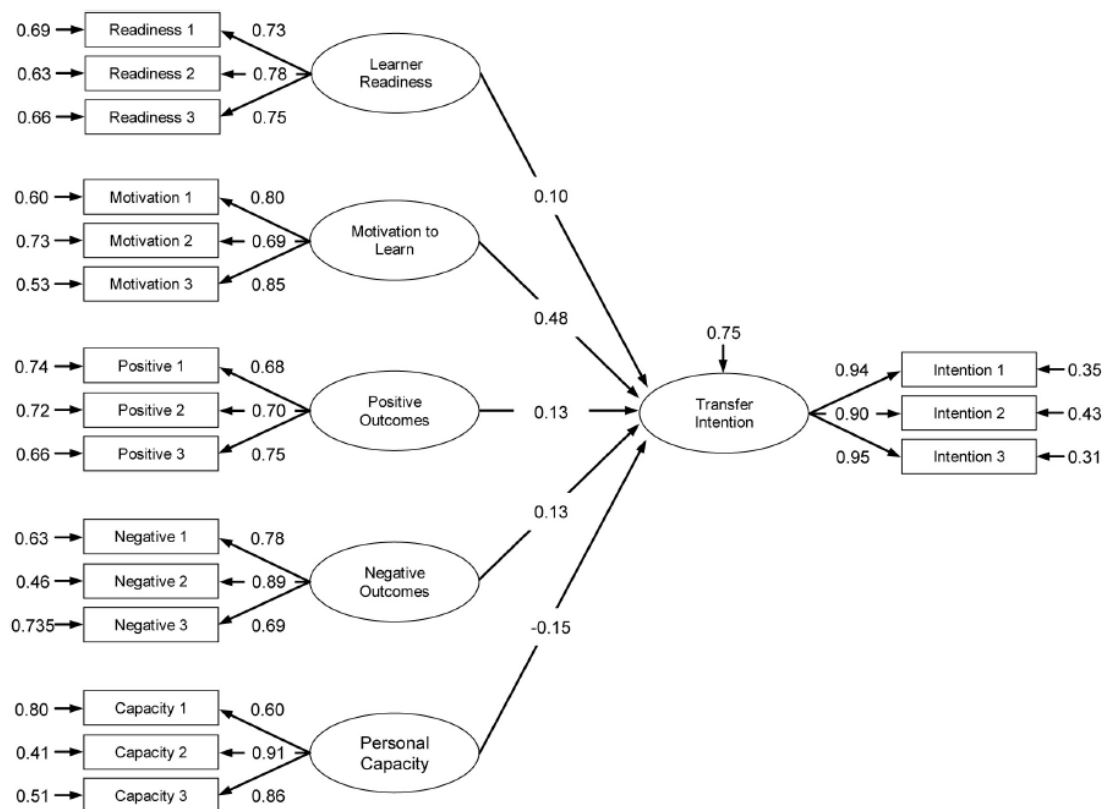 0.69
Readiness 1
0.73
0.63
Readiness 2
0.78
0.66
Readiness 3
0.75
Learner
Readiness
0.10
0.60
Motivation 1
0.80
0.73
Motivation 2
0.69
0.53
Motivation 3
0.85
Motivation to
Learn
0.48
0.74
Positive 1
0.68
0.72
Positive 2
0.70
0.66
Positive 3
0.75
Positive
Outcomes
0.13
0.63
Negative 1
0.78
0.46
Negative 2
0.89
0.735
Negative 3
0.69
Negative
Outcomes
0.13
0.80
Capacity 1
0.60
0.41
Capacity 2
0.91
0.51
Capacity 3
0.86
Personal
Capacity
-0.15
0.75
Transfer
Intention
0.94
Intention 1
0.35
0.90
Intention 2
0.43
0.95
Intention 3
0.31